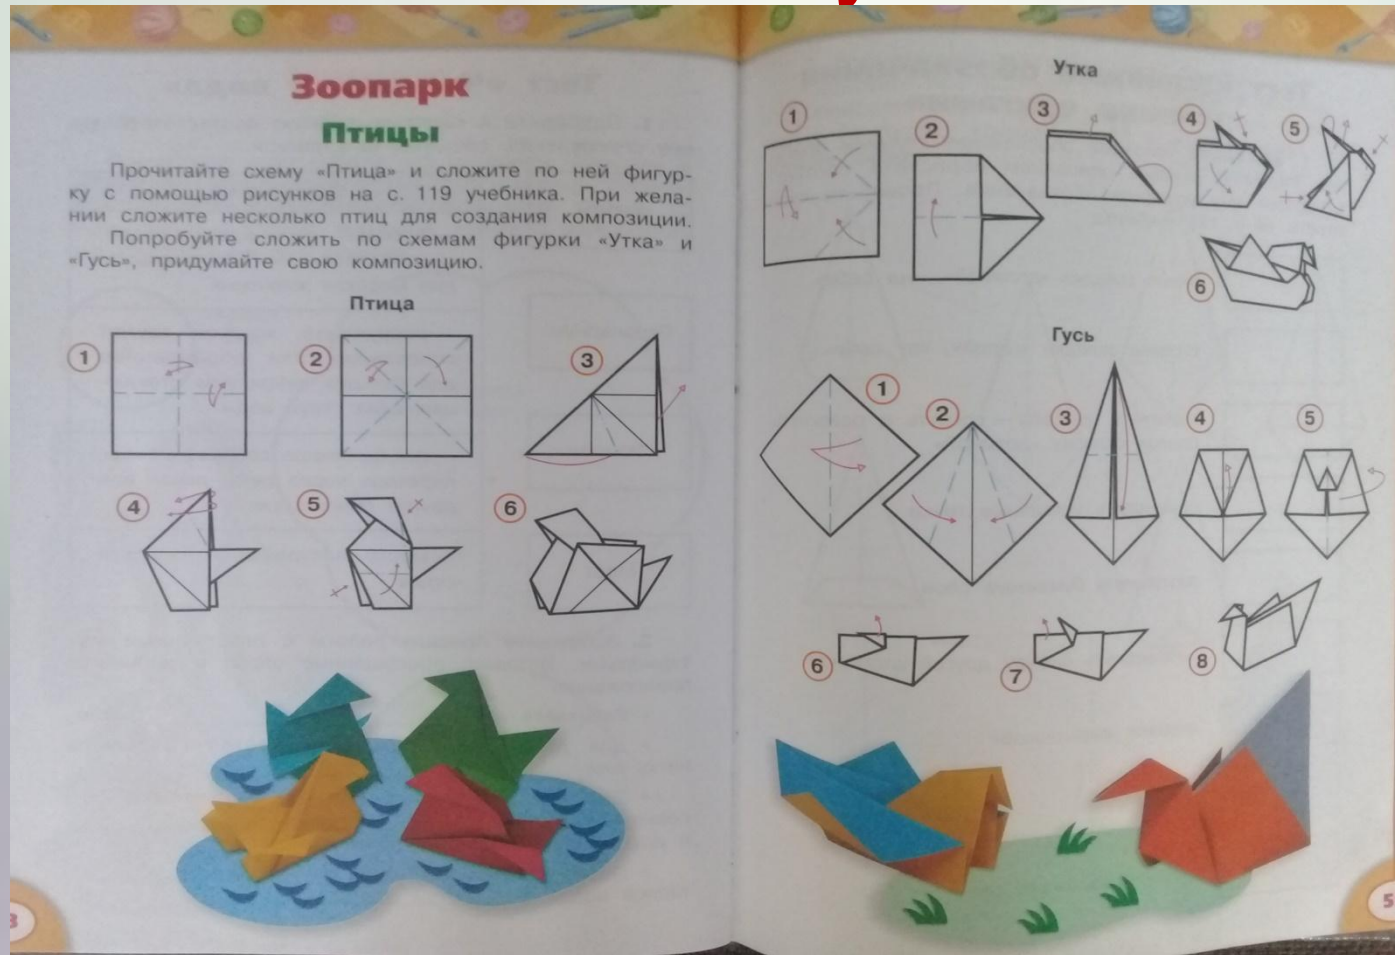 Зоопарк
Птицы
Прочитайте схему «Птица» и сложите по ней фигур-
ку с помощью рисунков на с. 119 учебника. При жела-
нии сложите несколько птиц для создания композиции.
Попробуйте сложить по схемам фигурки «Утка» и
«Гусь», придумайте свою композицию.
Птица
1 2 3
4 5 6
Утка
1 2 3 4 5
6
Гусь
1 2 3 4 5
6 7 8